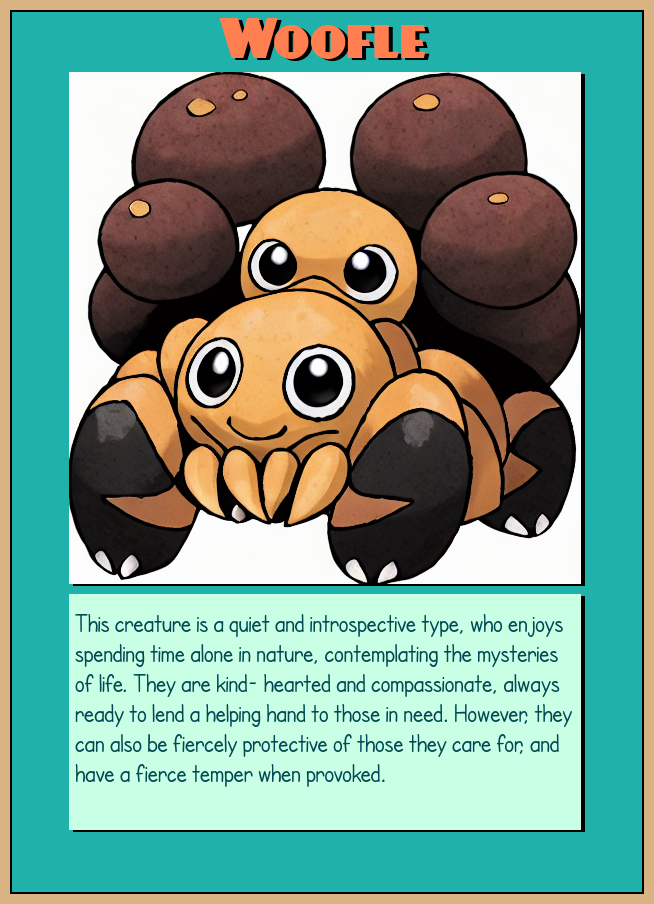 Woofle
This creature is a quiet and introspective type, who enjoys
spending time alone in nature, contemplating the mysteries
of life. They are kind- hearted and compassionate, always
ready to lend a helping hand to those in need. However, they
can also be fiercely protective of those they care for, and
have a fierce temper when provoked.